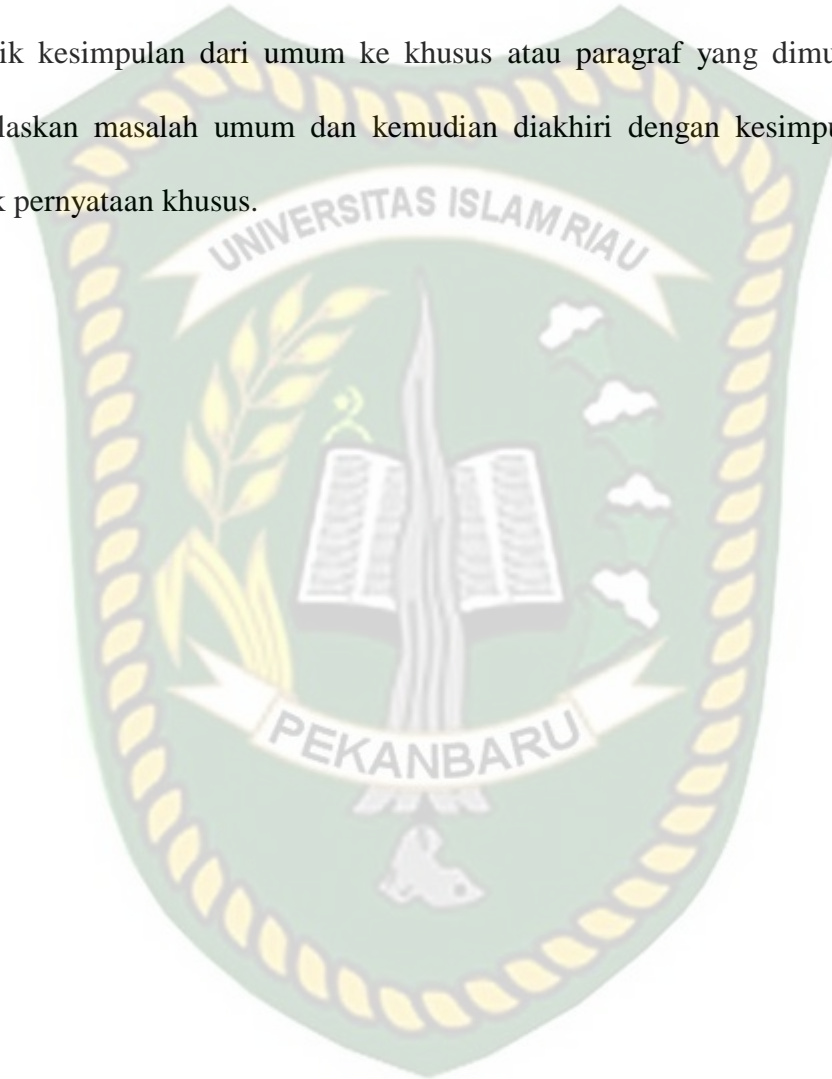 ik kesimpulan dari umum ke khusus atau paragraf yang dimu
laskan masalah umum dan kemudian diakhiri dengan kesimpu
k pernyataan khusus.
UNIVERSITAS ISLAM RIAU
PEKANBARU